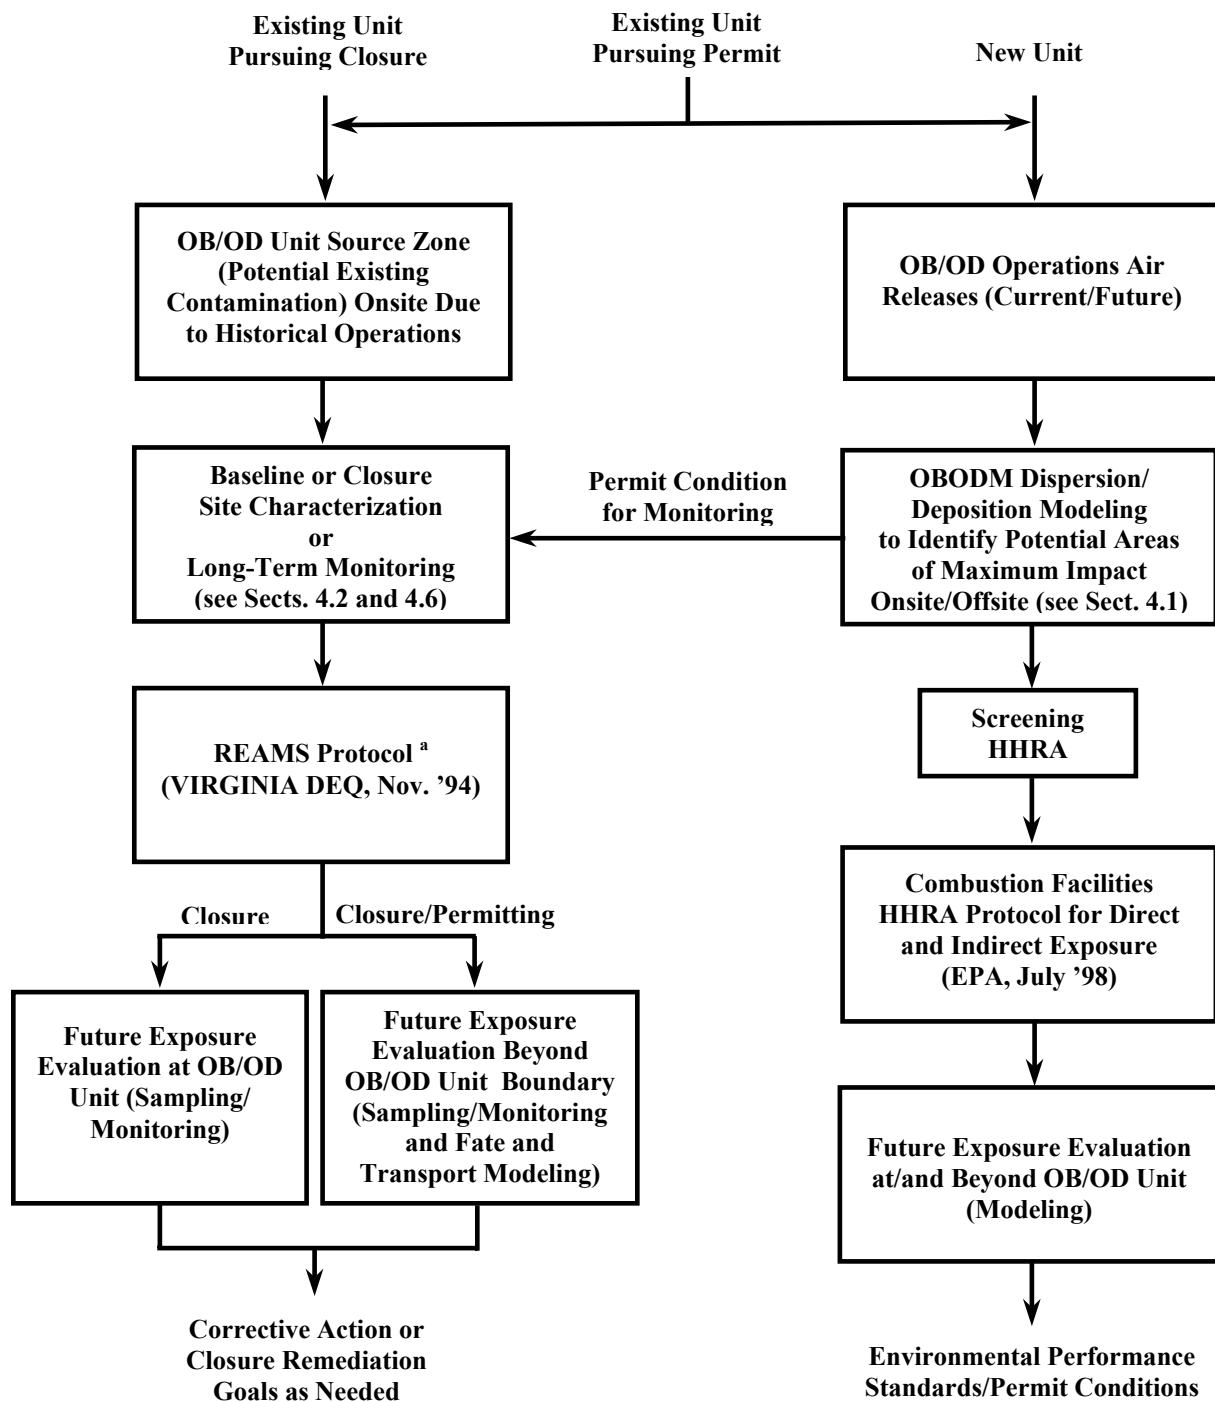 Existing Unit
Pursuing Closure
Existing Unit
Pursuing Permit
New Unit
OB/OD Unit Source Zone
(Potential Existing
Contamination) Onsite Due
to Historical Operations
OB/OD Operations Air
Releases (Current/Future)
Baseline or Closure
Site Characterization
or
Long-Term Monitoring
(see Sects. 4.2 and 4.6)
Permit Condition
for Monitoring
OBODM Dispersion/
Deposition Modeling
to Identify Potential Areas
of Maximum Impact
Onsite/Offsite (see Sect. 4.1)
REAMS Protocol a
(VIRGINIA DEQ, Nov. ’94)
Screening
HHRA
Combustion Facilities
HHRA Protocol for Direct
and Indirect Exposure
(EPA, July ’98)
Closure
Closure/Permitting
Future Exposure
Evaluation at OB/OD
Unit (Sampling/
Monitoring)
Future Exposure
Evaluation Beyond
OB/OD Unit Boundary
(Sampling/Monitoring
and Fate and
Transport Modeling)
Future Exposure Evaluation
at/and Beyond OB/OD Unit
(Modeling)
Corrective Action or
Closure Remediation
Goals as Needed
Environmental Performance
Standards/Permit Conditions